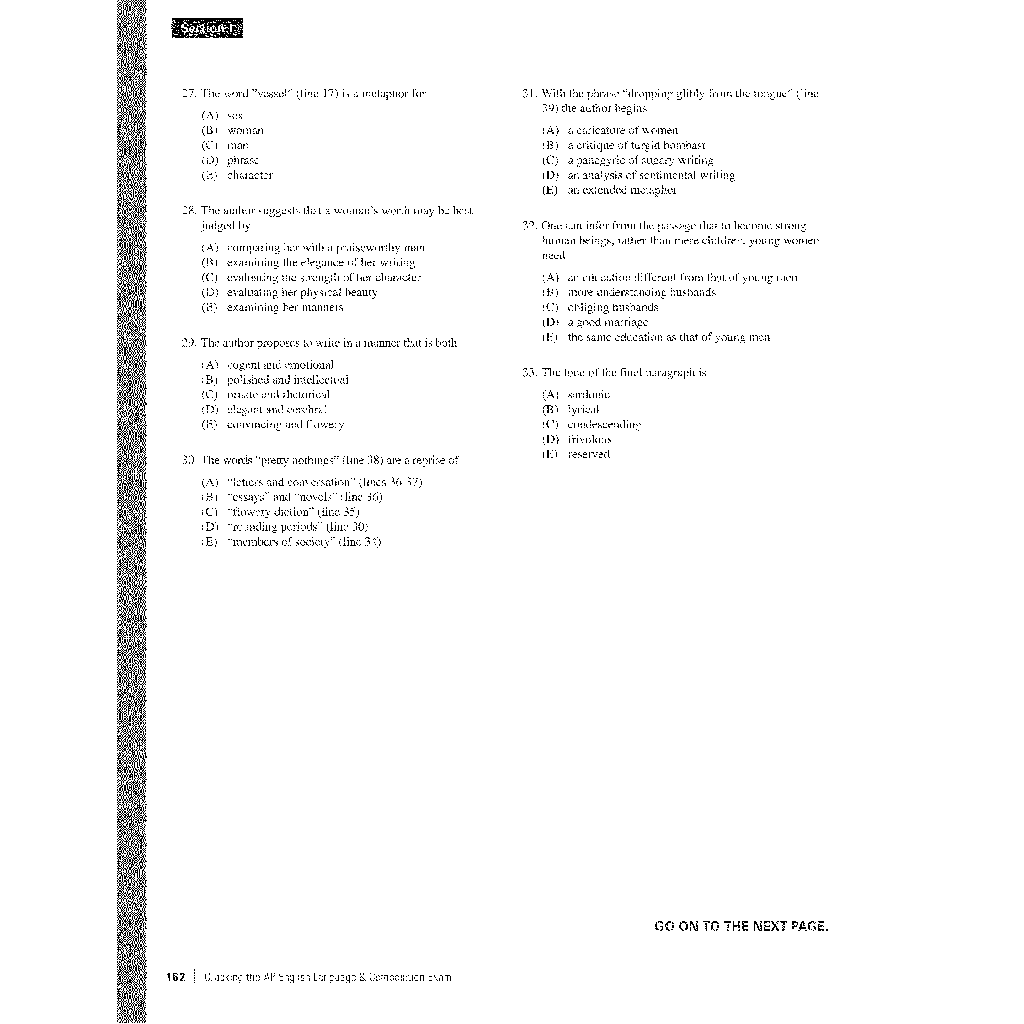 Section I
27. The word "vessel" (line 17) is a metaphor for
(A) sex
(B) woman
(C) man
(D) phrase
(E) character
28. The author suggests that a woman's worth may be best
judged by
(A) comparing her with a praiseworthy man
(B) examining the elegance of her writing
(C) evaluating the strength of her character
(D) evaluating her physical beauty
(E) examining her manners
29. The author proposes to write in a manner that is both
(A) cogent and emotional
(B) polished and intellectual
(C) ornate and rhetorical
(D) elegant and cerebral
(E) convincing and flowery
30. The words "pretty nothings" (line 38) are a reprise of
(A) "letters and conversation" (lines 36-37)
(B) "essays" and "novels" (line 36)
(C) "flowery diction" (line 35)
(D) "rounding periods" (line 30)
(E) "members of society" (line
31. With the phrase "dropping glibly from the tongue" (line
39) the author begins
(A) a caricature of women
(B) a critique of turgid bombast
(C) a panegyric of sugary writing
(D) an analysis of sentimental writing
(E) an extended metaphor
32. One can infer from the passage that to become strong
human beings, rather than mere children, young women
need
(A) an education different from that of young men
(B) more understanding husbands
(C) obliging husbands
(D) a good marriage
(E) the same education as that of young men
33. The tone of the final paragraph is
(A) sardonic
(B) lyrical
(C) condescending
(D) frivolous
(E) reserved
GO ON TO THE NEXT PAGE.
162 | Cracking the AP English Language & Composition Exam